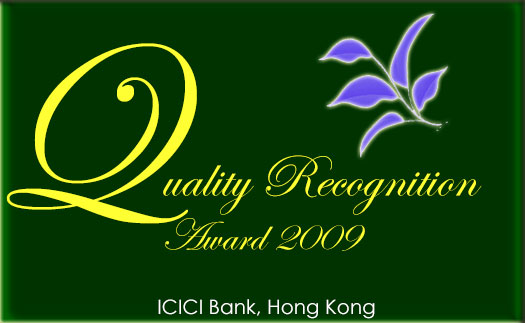 Quality Recognition
Award 2009
ICICI Bank, Hong Kong